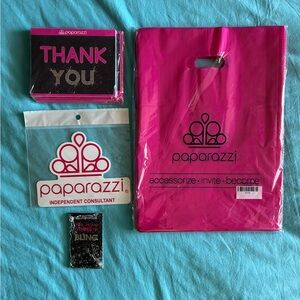 paparazzi
THANK
YOU
paparazzi
INDEPENDENT CONSULTANT
BLING
paparazzi
accessorize • invite • become